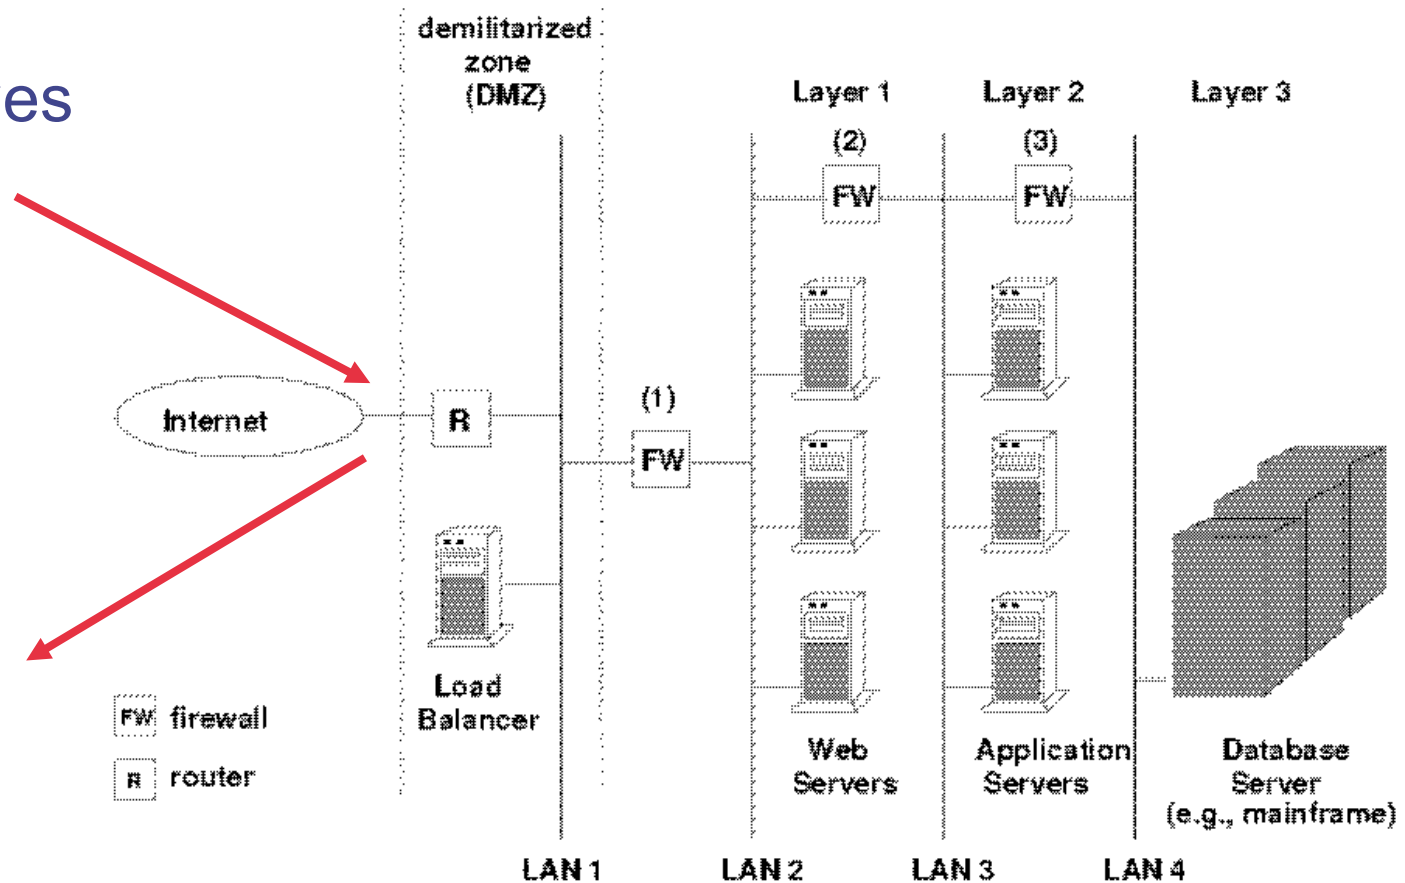 demilitarized
zone
(DMZ)
es
Layer 1
Layer 2
Layer 3
(2)
(3)
FW
FW
(1)
Internet
R
FW
Load
Balancer
FW firewall
R router
Web
Servers
Application
Servers
Database
Server
(e.g., mainframe)
LAN 1
LAN 2
LAN 3
LAN 4